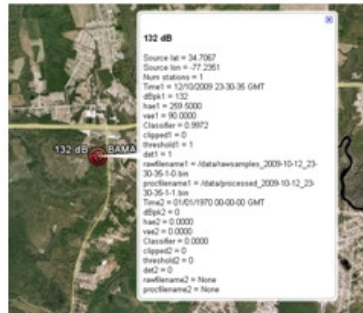 132 dB
Source lat = 34.7067
Source lon = -77.2351
Num stations = 1
Time1 = 12/10/2009 23-30-35 GMT
dBpk1 = 132
hae1 = 259.5000
vae1 = 90.0000
Classifier = 0.9972
clipped1 = 0
threshold1 = 1
det1 = 1
rawfilename1 = /data/rawsamples_2009-10-12_23-
30-35-1-0.bin
procfilename1 = /data/processed_2009-10-12_23-
30-35-1-1.bin
Time2 = 01/01/1970 00-00-00 GMT
dBpk2 = 0
hae2 = 0.0000
vae2 = 0.0000
Classifier = 0.0000
clipped2 = 0
threshold2 = 0
det2 = 0
rawfilename2 = None
procfilename2 = None
132 dB
BAMA